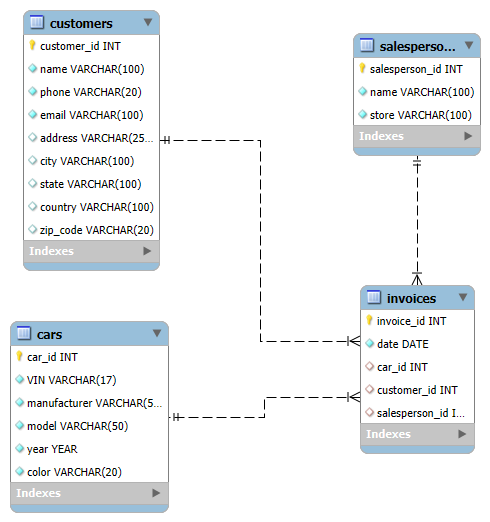 customers
customer_id INT
name VARCHAR(100)
phone VARCHAR(20)
email VARCHAR(100)
address VARCHAR(25...
city VARCHAR(100)
state VARCHAR(100)
country VARCHAR(100)
zip_code VARCHAR(20)
Indexes
salesperso...
salesperson_id INT
name VARCHAR(100)
store VARCHAR(100)
Indexes
cars
car_id INT
VIN VARCHAR(17)
manufacturer VARCHAR(5...
model VARCHAR(50)
year YEAR
color VARCHAR(20)
Indexes
invoices
invoice_id INT
date DATE
car_id INT
customer_id INT
salesperson_id I...
Indexes